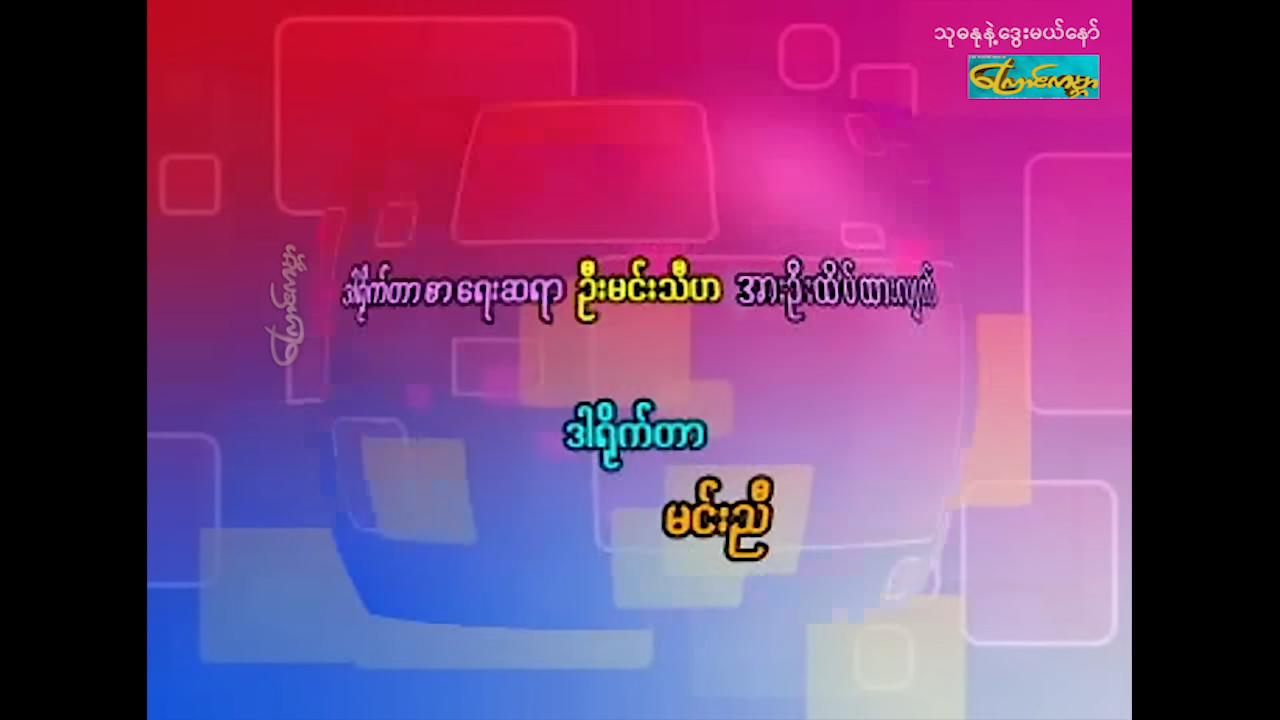 သုဓနုနဲ့ဒွေးမယ်နော်
ဒါရိုက်တာ စာရေးဆရာ ဦးမင်းသီဟ အားဦးထိပ်ထားလျက်
ဒါရိုက်တာ
မင်းညီ